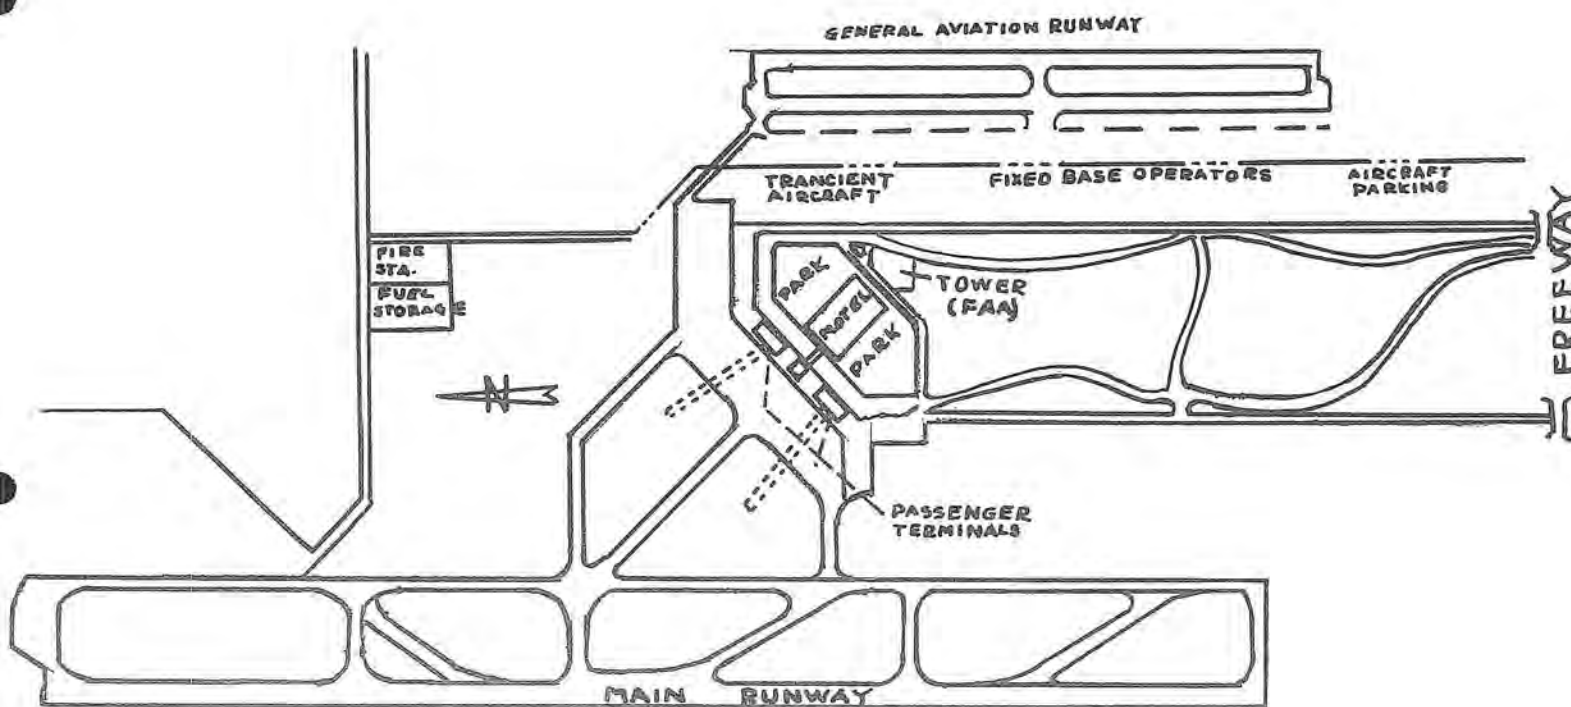 GENERAL AVIATION RUNWAY
TRANCIENT
AIRCRAFT
FIXED BASE OPERATORS
AIRCRAFT
PARKING
FREEWAY
FIRE
STA.
FUEL
STORAGE
PARK
MOTEL
PARK
TOWER
(FAA)
N
PASSENGER
TERMINALS
MAIN RUNWAY